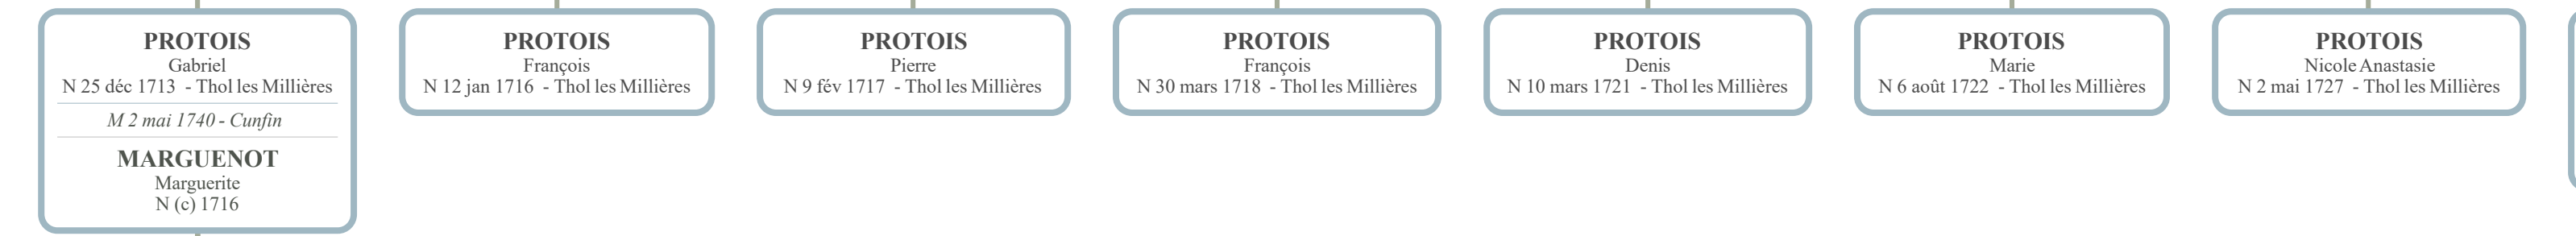 PROTOIS
Gabriel
N 25 déc 1713 - Thol les Millières
M 2 mai 1740 - Cunfin
MARGUENOT
Marguerite
N (c) 1716
PROTOIS
François
N 12 jan 1716 - Thol les Millières
PROTOIS
Pierre
N 9 fév 1717 - Thol les Millières
PROTOIS
François
N 30 mars 1718 - Thol les Millières
PROTOIS
Denis
N 10 mars 1721 - Thol les Millières
PROTOIS
Marie
N 6 août 1722 - Thol les Millières
PROTOIS
Nicole Anastasie
N 2 mai 1727 - Thol les Millières